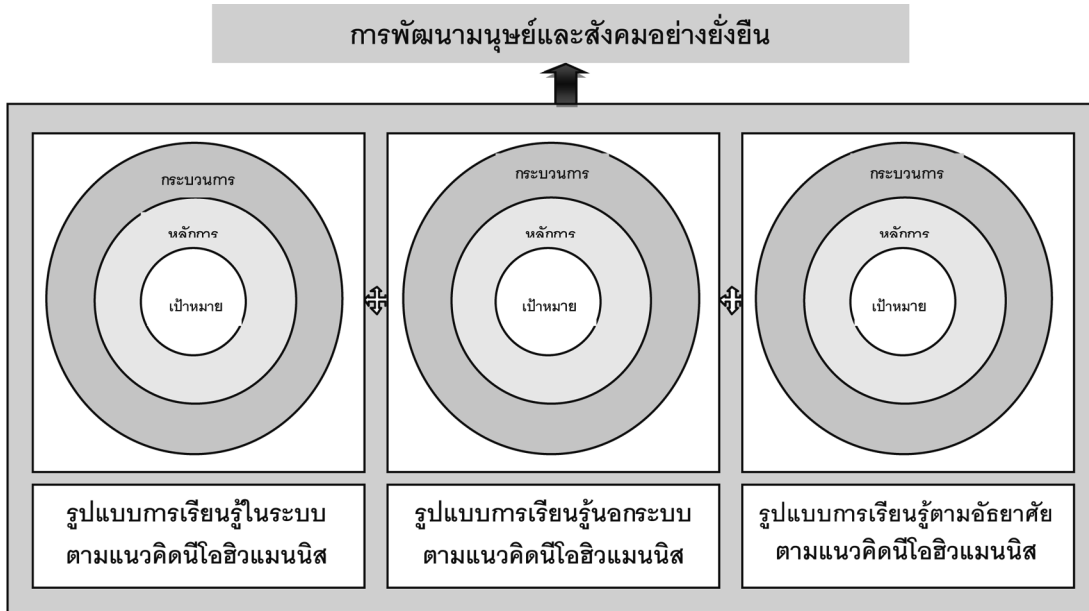 การพัฒนามนุษย์และสังคมอย่างยั่งยืน
กระบวนการ
หลักการ
เป้าหมาย
กระบวนการ
หลักการ
เป้าหมาย
กระบวนการ
หลักการ
เป้าหมาย
รูปแบบการเรียนรู้ในระบบ
ตามแนวคิดนีโอฮิวแมนนิส
รูปแบบการเรียนรู้นอกระบบ
ตามแนวคิดนีโอฮิวแมนนิส
รูปแบบการเรียนรู้ตามอัธยาศัย
ตามแนวคิดนีโอฮิวแมนนิส